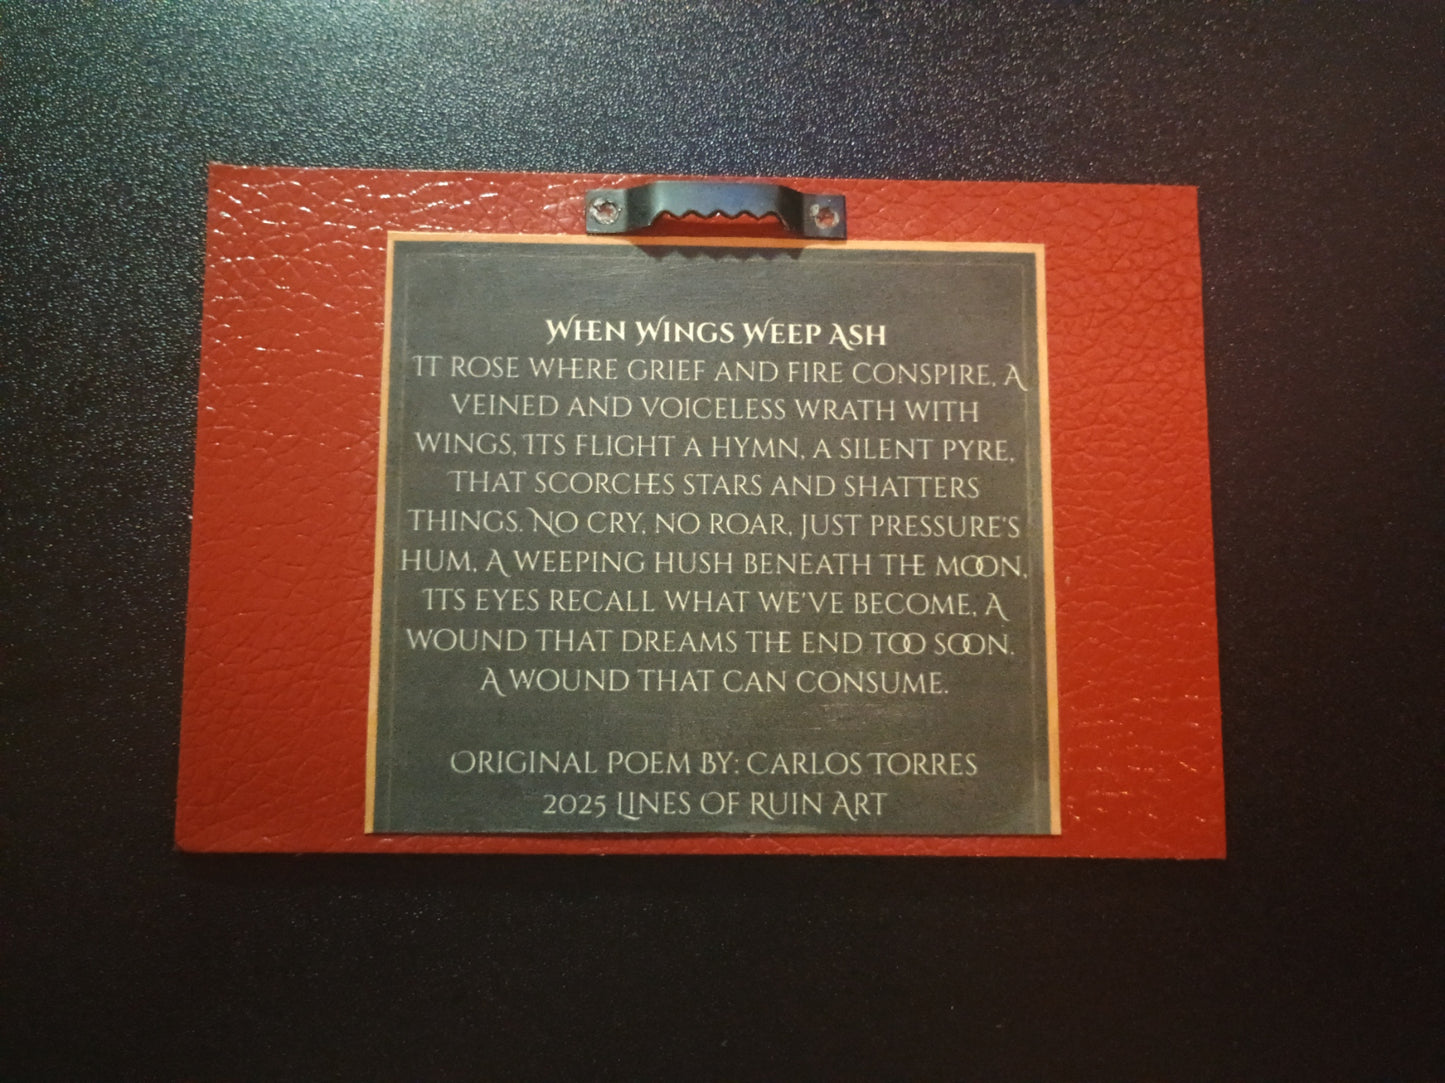 When Wings Weep Ash
It rose where grief and fire conspire, A
veined and voiceless wrath with
wings, Its flight a hymn, a silent pyre,
That scorches stars and shatters
things. No cry, no roar, just pressure's
hum, A weeping hush beneath the moon,
Its eyes recall what we've become, A
wound that dreams the end too soon.
A wound that can consume.
Original Poem By: Carlos Torres
2025 Lines of Ruin Art